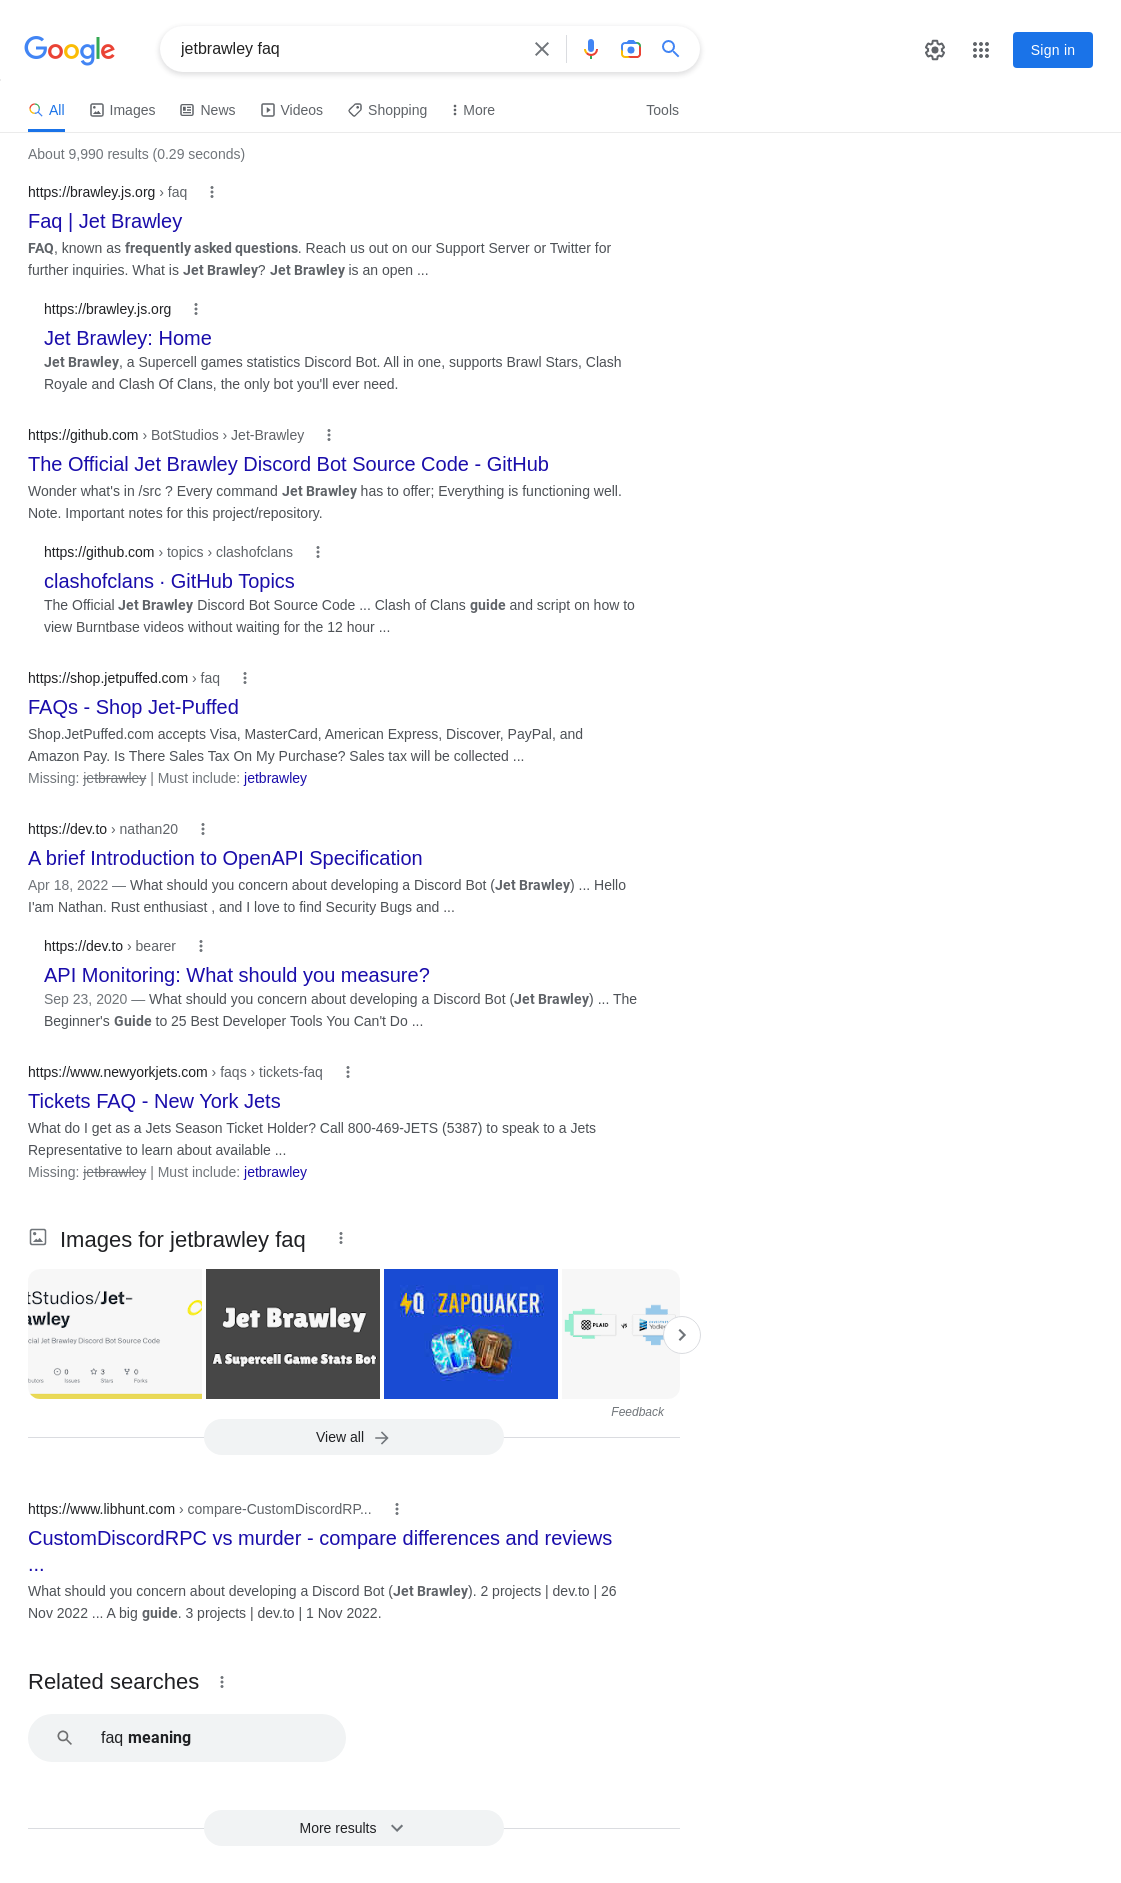 Google
jetbrawley faq
Sign in
All
Images
News
Videos
Shopping
More
Tools
About 9,990 results (0.29 seconds)
https://brawley.js.org › faq
Faq | Jet Brawley
FAQ, known as frequently asked questions. Reach us out on our Support Server or Twitter for
further inquiries. What is Jet Brawley? Jet Brawley is an open ...
https://brawley.js.org
Jet Brawley: Home
Jet Brawley, a Supercell games statistics Discord Bot. All in one, supports Brawl Stars, Clash
Royale and Clash Of Clans, the only bot you'll ever need.
https://github.com › BotStudios › Jet-Brawley
The Official Jet Brawley Discord Bot Source Code - GitHub
Wonder what's in /src ? Every command Jet Brawley has to offer; Everything is functioning well.
Note. Important notes for this project/repository.
https://github.com › topics › clashofclans
clashofclans · GitHub Topics
The Official Jet Brawley Discord Bot Source Code ... Clash of Clans guide and script on how to
view Burntbase videos without waiting for the 12 hour ...
https://shop.jetpuffed.com › faq
FAQs - Shop Jet-Puffed
Shop.JetPuffed.com accepts Visa, MasterCard, American Express, Discover, PayPal, and
Amazon Pay. Is There Sales Tax On My Purchase? Sales tax will be collected ...
Missing: jetbrawley | Must include: jetbrawley
https://dev.to › nathan20
A brief Introduction to OpenAPI Specification
Apr 18, 2022 — What should you concern about developing a Discord Bot (Jet Brawley) ... Hello
I'am Nathan. Rust enthusiast , and I love to find Security Bugs and ...
https://dev.to › bearer
API Monitoring: What should you measure?
Sep 23, 2020 — What should you concern about developing a Discord Bot (Jet Brawley) ... The
Beginner's Guide to 25 Best Developer Tools You Can't Do ...
https://www.newyorkjets.com › faqs › tickets-faq
Tickets FAQ - New York Jets
What do I get as a Jets Season Ticket Holder? Call 800-469-JETS (5387) to speak to a Jets
Representative to learn about available ...
Missing: jetbrawley | Must include: jetbrawley
Images for jetbrawley faq
tStudios/Jet-
awley
cial Jet Brawley Discord Bot Source Code
0
3
0
butors
Issues
Stars
Forks
Jet Brawley
A Supercell Game Stats Bot
Q ZAPQUAKER
PLAID
vs
Yodlee
Feedback
View all
https://www.libhunt.com › compare-CustomDiscordRP...
CustomDiscordRPC vs murder - compare differences and reviews
...
What should you concern about developing a Discord Bot (Jet Brawley). 2 projects | dev.to | 26
Nov 2022 ... A big guide. 3 projects | dev.to | 1 Nov 2022.
Related searches
faq meaning
More results